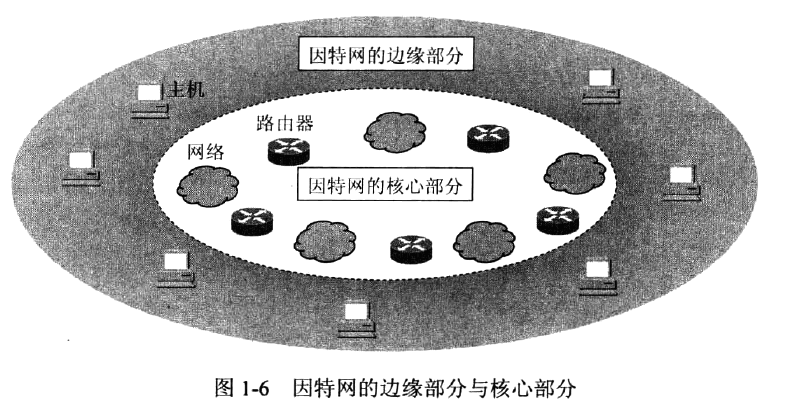 因特网的边缘部分
主机
路由器
网络
因特网的核心部分
图 1-6 因特网的边缘部分与核心部分